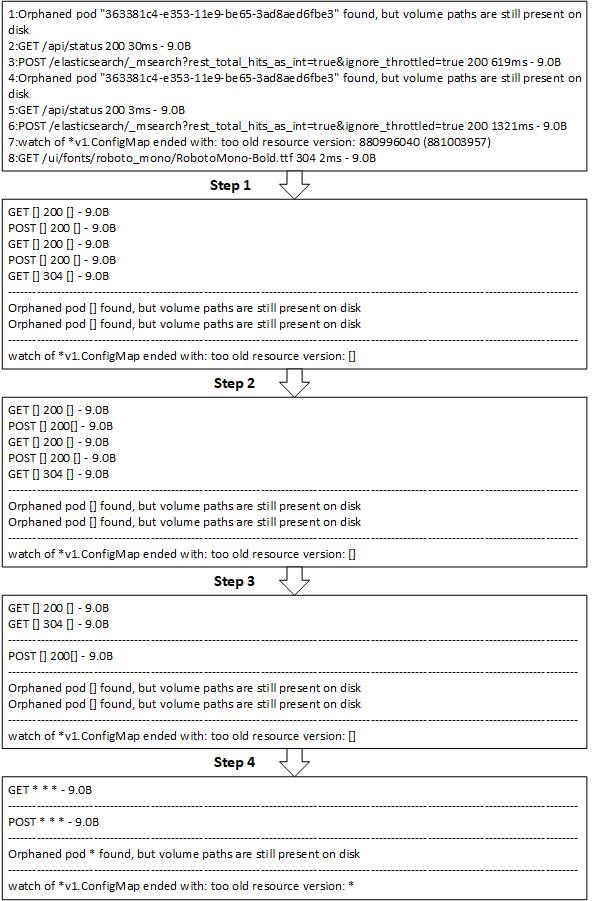 1:Orphaned pod "363381c4-e353-11e9-be65-3ad8aed6fbe3" found, but volume paths are still present on
disk
2:GET /api/status 200 30ms - 9.0B
3:POST /elasticsearch/_msearch?rest_total_hits_as_int=true&ignore_throttled=true 200 619ms - 9.0B
4:Orphaned pod "363381c4-e353-11e9-be65-3ad8aed6fbe3" found, but volume paths are still present on
disk
5:GET /api/status 200 3ms - 9.0B
6:POST /elasticsearch/_msearch?rest_total_hits_as_int=true&ignore_throttled=true 200 1321ms - 9.0B
7:watch of *v1.ConfigMap ended with: too old resource version: 880996040 (881003957)
8:GET /ui/fonts/roboto_mono/RobotoMono-Bold.ttf 304 2ms - 9.0B
Step 1
GET [] 200 [] - 9.0B
POST [] 200 [] - 9.0B
GET [] 200 [] - 9.0B
POST [] 200 [] - 9.0B
GET [] 304 [] - 9.0B
Orphaned pod [] found, but volume paths are still present on disk
Orphaned pod [] found, but volume paths are still present on disk
watch of *v1.ConfigMap ended with: too old resource version: []
Step 2
GET [] 200 [] - 9.0B
POST [] 200[] - 9.0B
GET [] 200 [] - 9.0B
POST [] 200 [] - 9.0B
GET [] 304 [] - 9.0B
Orphaned pod [] found, but volume paths are still present on disk
Orphaned pod [] found, but volume paths are still present on disk
watch of *v1.ConfigMap ended with: too old resource version: []
Step 3
GET [] 200 [] - 9.0B
GET [] 304 [] - 9.0B
POST [] 200[] - 9.0B
Orphaned pod [] found, but volume paths are still present on disk
Orphaned pod [] found, but volume paths are still present on disk
watch of *v1.ConfigMap ended with: too old resource version: []
Step 4
GET * * * - 9.0B
POST * * * - 9.0B
Orphaned pod * found, but volume paths are still present on disk
watch of *v1.ConfigMap ended with: too old resource version: *